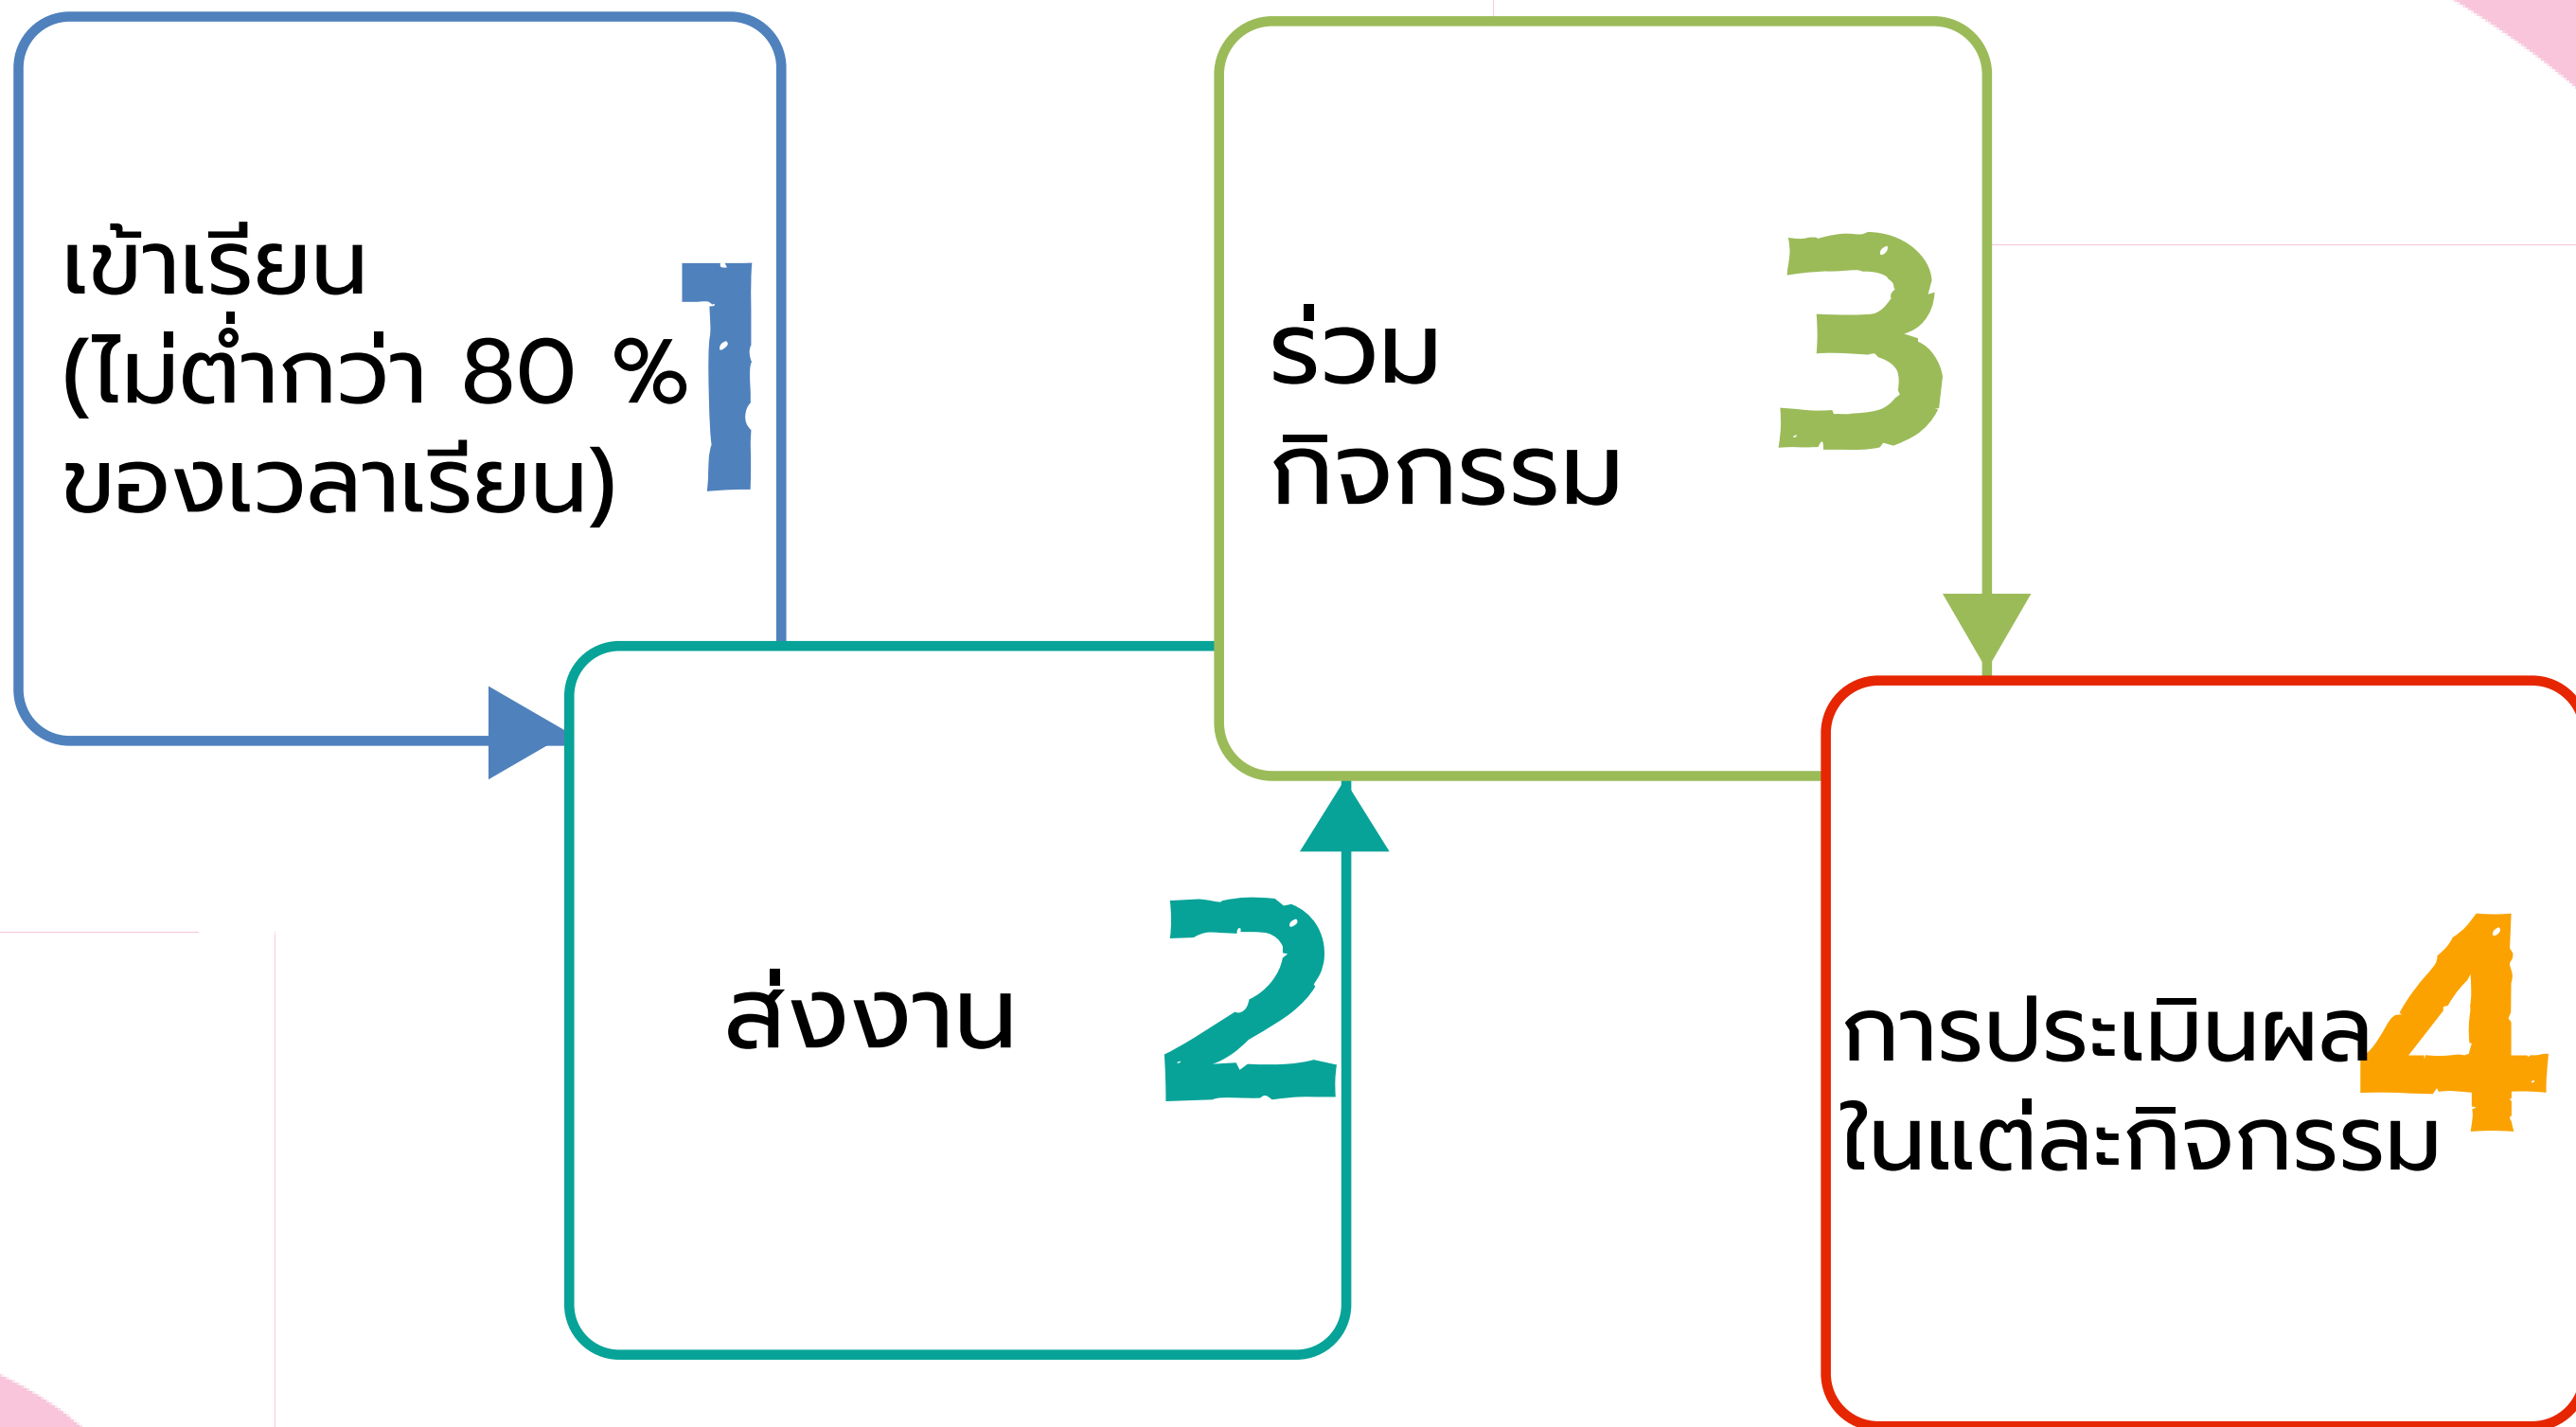 เข้าเรียน
(ไม่ต่ำกว่า 80 %
ของเวลาเรียน)
1
ส่งงาน
2
ร่วม
กิจกรรม
3
การประเมินผล
ในแต่ละกิจกรรม
4